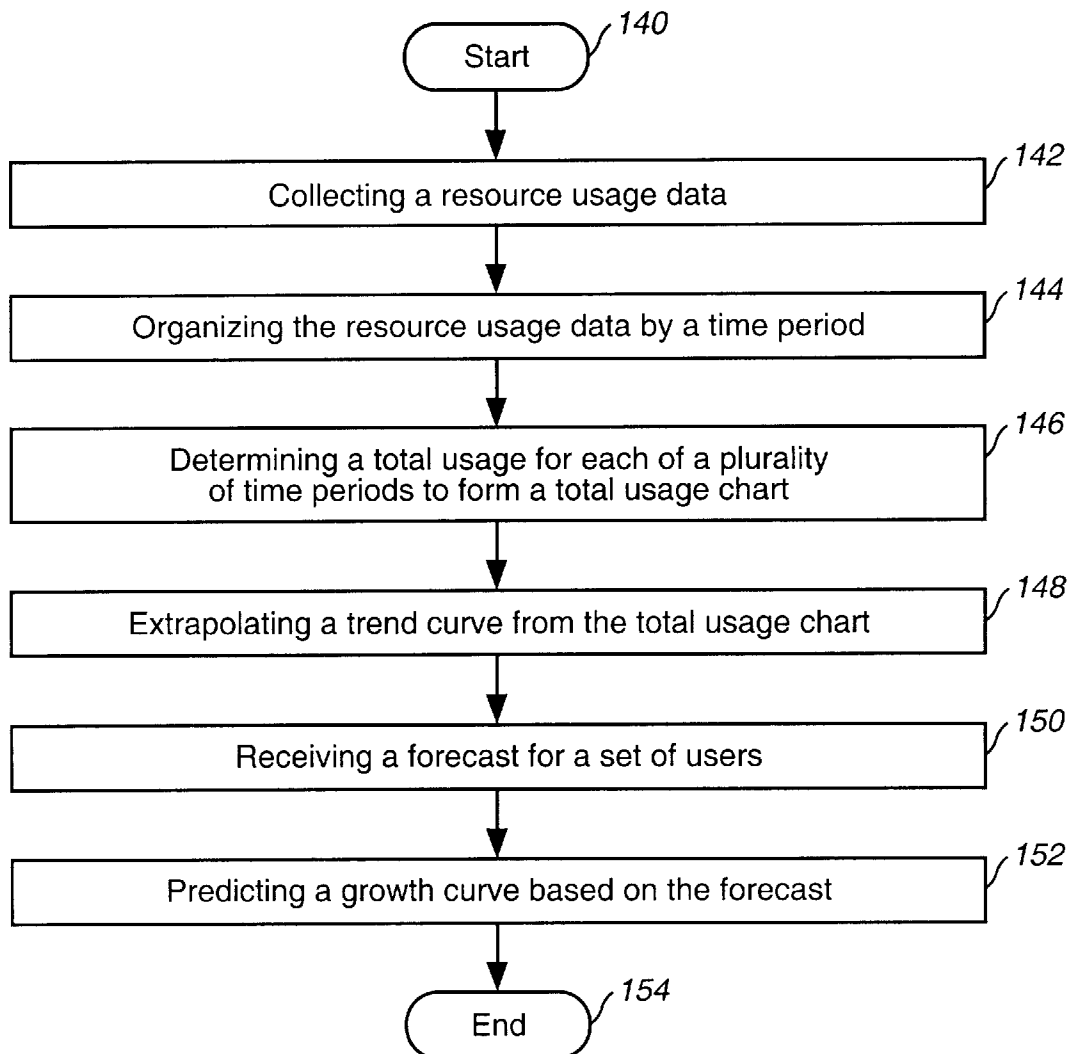 Start
140
142
Collecting a resource usage data
144
Organizing the resource usage data by a time period
146
Determining a total usage for each of a plurality
of time periods to form a total usage chart
148
Extrapolating a trend curve from the total usage chart
150
Receiving a forecast for a set of users
152
Predicting a growth curve based on the forecast
154
End